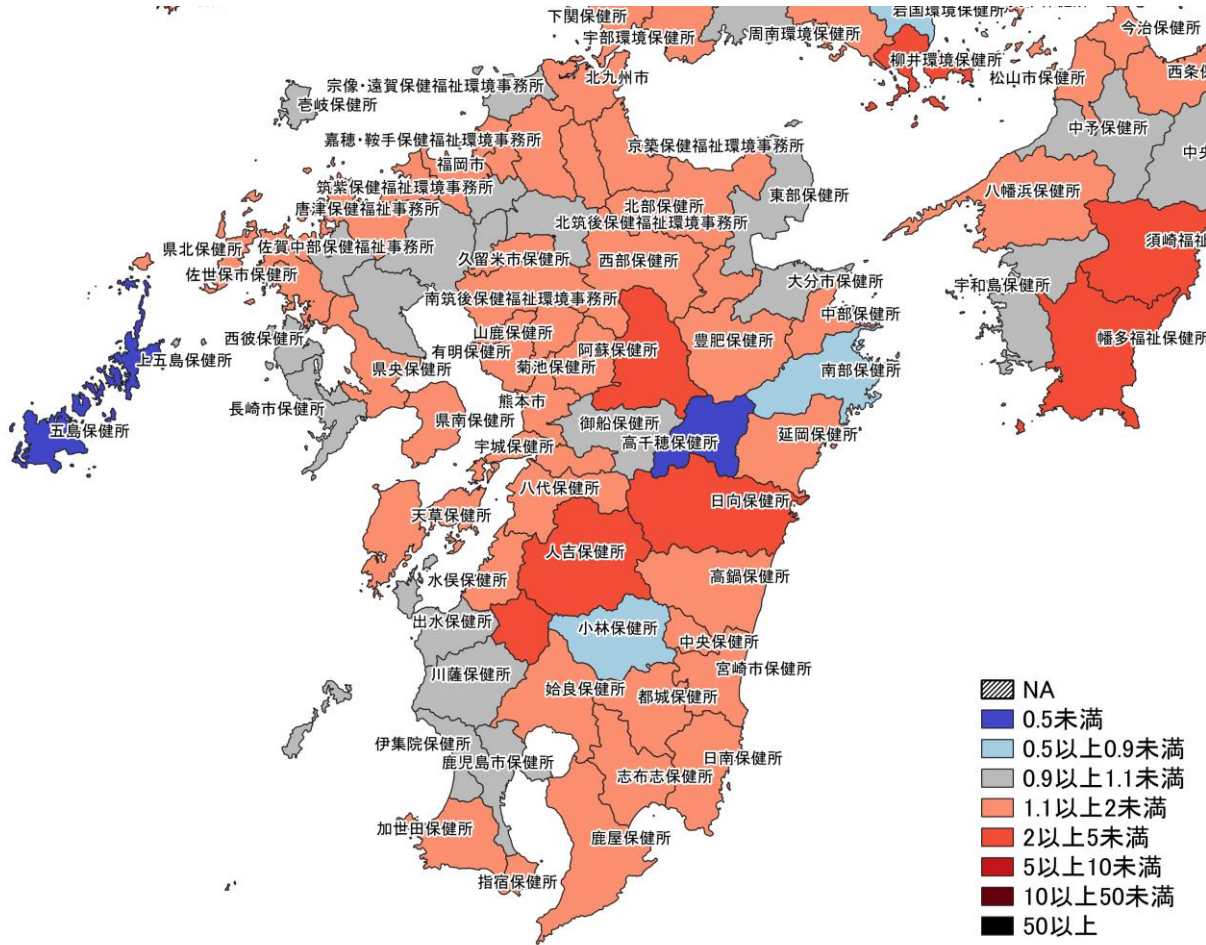 下関保健所
岩国環境保健所
宇部環境保健所
周南環境保健所
今治保健所
柳井環境保健所
北九州市
松山市保健所
西条保
宗像・遠賀保健福祉環境事務所
壱岐保健所
中予保健所
嘉穂・鞍手保健福祉環境事務所
京築保健福祉環境事務所
中央
福岡市
筑紫保健福祉環境事務所
東部保健所
八幡浜保健所
唐津保健福祉事務所
北部保健所
北筑後保健福祉環境事務所
須崎福祉
県北保健所
佐賀中部保健福祉事務所
久留米市保健所
西部保健所
佐世保市保健所
大分市保健所
宇和島保健所
南筑後保健福祉環境事務所
中部保健所
山鹿保健所
西彼保健所
豊肥保健所
幡多福祉保健所
有明保健所
阿蘇保健所
上五島保健所
菊池保健所
県央保健所
南部保健所
熊本市
長崎市保健所
県南保健所
御船保健所
五島保健所
高千穂保健所
延岡保健所
宇城保健所
八代保健所
日向保健所
天草保健所
人吉保健所
水俣保健所
高鍋保健所
出水保健所
小林保健所
中央保健所
川薩保健所
宮崎市保健所
姶良保健所
都城保健所
伊集院保健所
鹿児島市保健所
日南保健所
志布志保健所
加世田保健所
鹿屋保健所
指宿保健所
NA
0.5未満
0.5以上0.9未満
0.9以上1.1未満
1.1以上2未満
2以上5未満
5以上10未満
10以上50未満
50以上